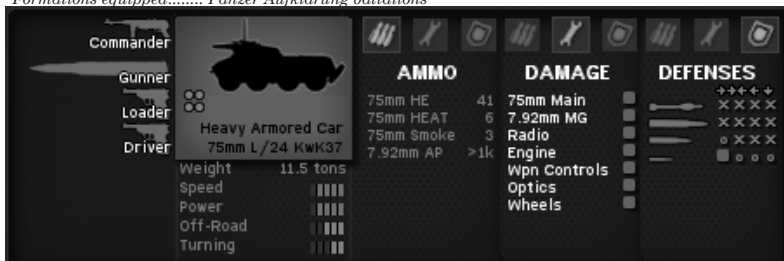 Formations equipped........ Panzer Aufklarung battalions
Commander
Gunner
Loader
Driver
Heavy Armored Car
75mm L/24 KwK37
Weight 11.5 tons
Speed
Power
Off-Road
Turning
AMMO
75mm HE 41
75mm HEAT 6
75mm Smoke 3
7.92mm AP >1k
DAMAGE
75mm Main
7.92mm MG
Radio
Engine
Wpn Controls
Optics
Wheels
DEFENSES